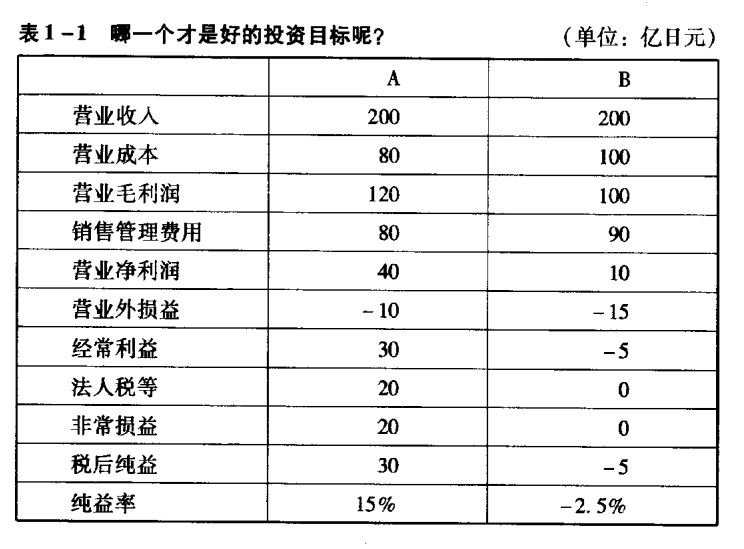 表1-1 哪一个才是好的投资目标呢? (单位: 亿日元)
A B
营业收入 200 200
营业成本 80 100
营业毛利润 120 100
销售管理费用 80 90
营业净利润 40 10
营业外损益 -10 -15
经常利益 30 -5
法人税等 20 0
非常损益 20 0
税后纯益 30 -5
纯益率 15% -2.5%